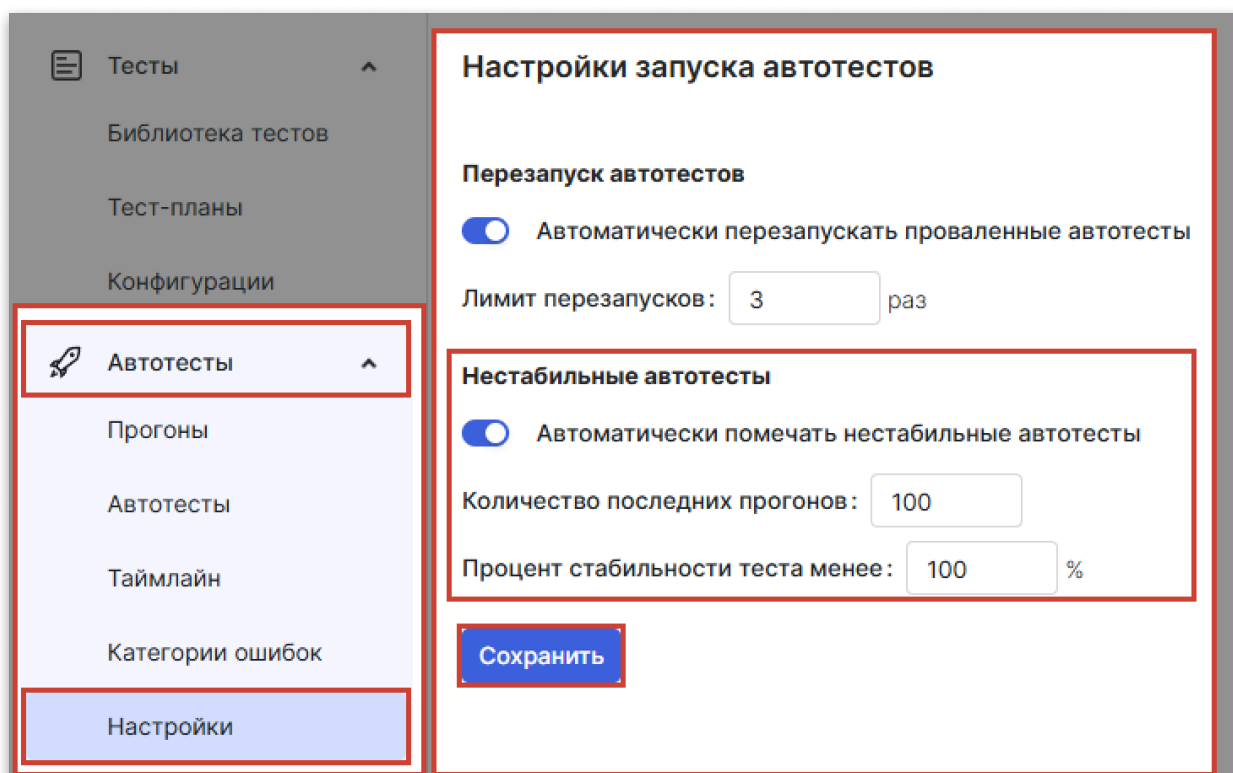 Тесты
Библиотека тестов
Тест-планы
Конфигурации
Автотесты
Прогоны
Автотесты
Таймлайн
Категории ошибок
Настройки
Настройки запуска автотестов
Перезапуск автотестов
Автоматически перезапускать проваленные автотесты
Лимит перезапусков: 3 раз
Нестабильные автотесты
Автоматически помечать нестабильные автотесты
Количество последних прогонов: 100
Процент стабильности теста менее: 100 %
Сохранить